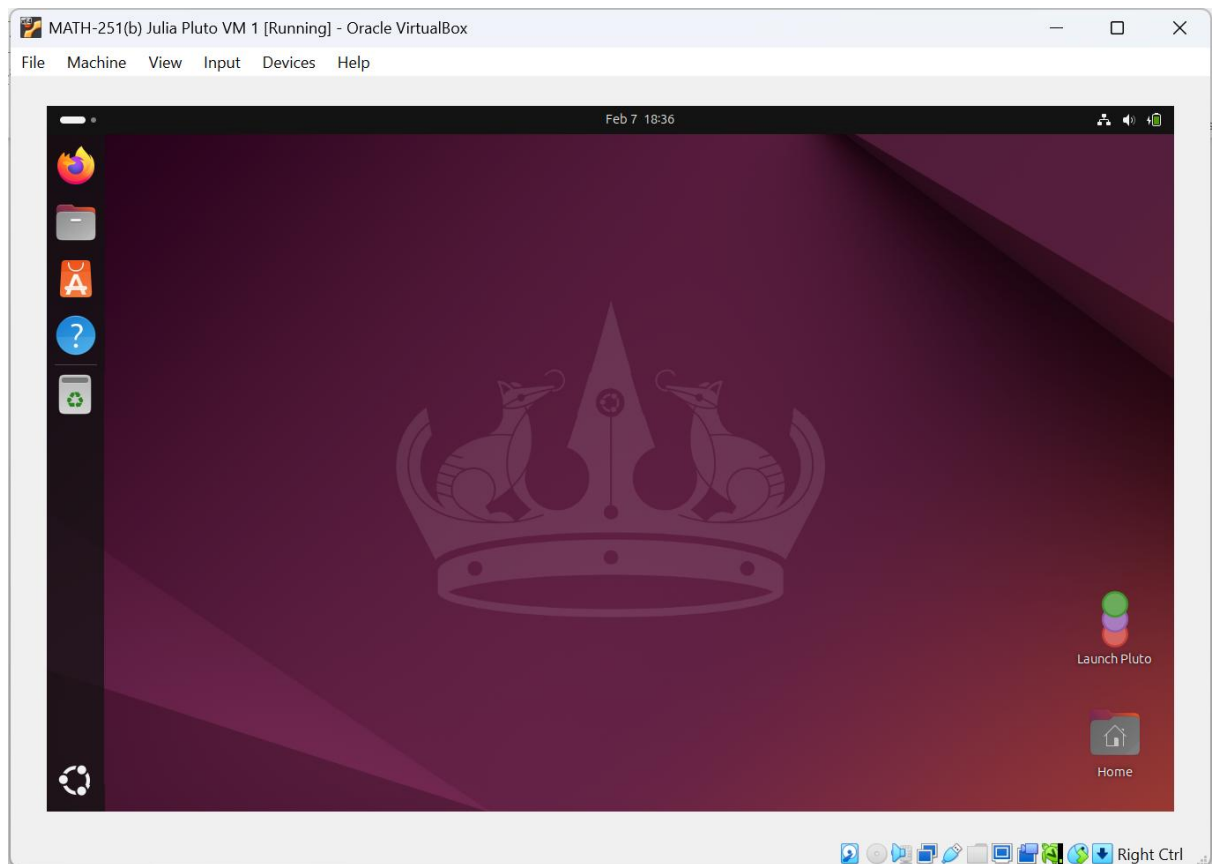 MATH-251(b) Julia Pluto VM 1 [Running] - Oracle VirtualBox
File Machine View Input Devices Help
Feb 7 18:36
Launch Pluto
Home
Right Ctrl